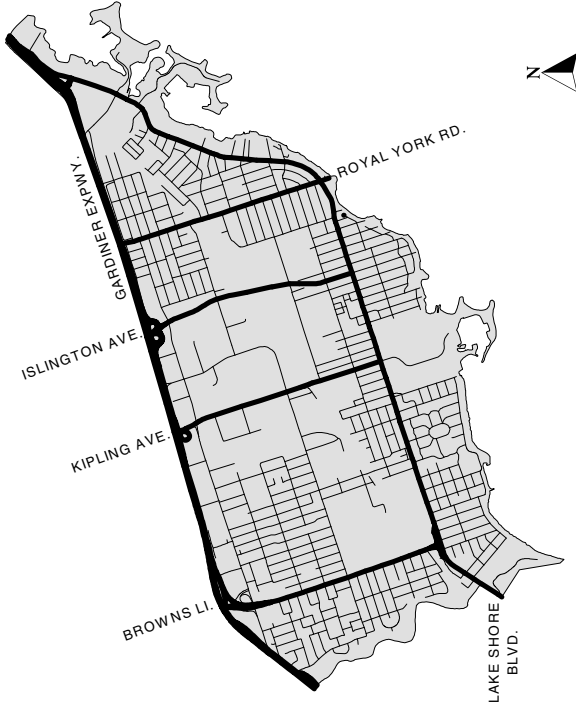 N
ROYAL YORK RD.
GARDINER EXPWY.
ISLINGTON AVE.
KIPLING AVE.
BROWNS LI.
LAKE SHORE
BLVD.